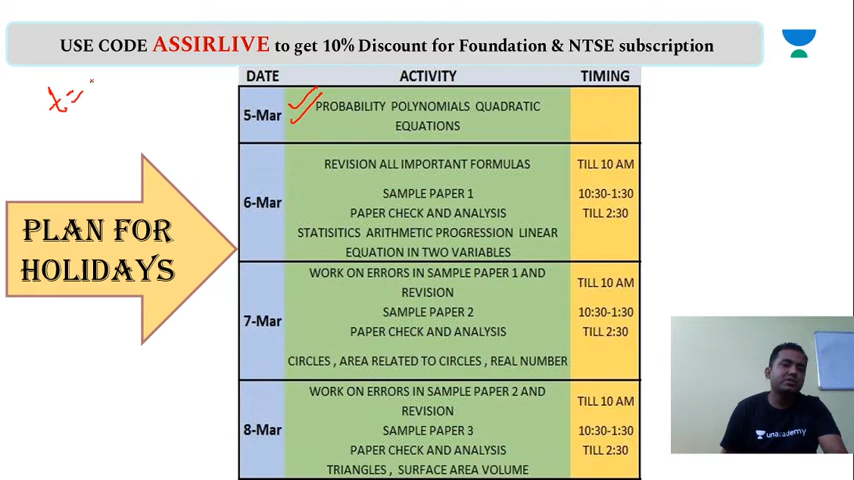 USE CODE ASSIRLIVE to get 10% Discount for Foundation & NTSE subscription
DATE ACTIVITY TIMING
t=
5-Mar PROBABILITY POLYNOMIALS QUADRATIC
EQUATIONS
6-Mar
REVISION ALL IMPORTANT FORMULAS TILL 10 AM
SAMPLE PAPER 1 10:30-1:30
PAPER CHECK AND ANALYSIS TILL 2:30
STATISITICS ARITHMETIC PROGRESSION LINEAR
EQUATION IN TWO VARIABLES
PLAN FOR
HOLIDAYS
7-Mar
WORK ON ERRORS IN SAMPLE PAPER 1 AND
REVISION
TILL 10 AM
SAMPLE PAPER 2 10:30-1:30
PAPER CHECK AND ANALYSIS TILL 2:30
CIRCLES , AREA RELATED TO CIRCLES , REAL NUMBER
8-Mar
WORK ON ERRORS IN SAMPLE PAPER 2 AND
REVISION
TILL 10 AM
SAMPLE PAPER 3 10:30-1:30
PAPER CHECK AND ANALYSIS TILL 2:30
TRIANGLES , SURFACE AREA VOLUME
unacademy